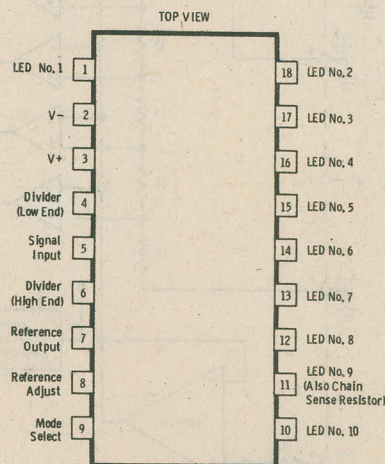 TOP VIEW
LED No. 1
1
V-
2
V+
3
Divider
(Low End)
4
Signal
Input
5
Divider
(High End)
6
Reference
Output
7
Reference
Adjust
8
Mode
Select
9
18
LED No. 2
17
LED No. 3
16
LED No. 4
15
LED No. 5
14
LED No. 6
13
LED No. 7
12
LED No. 8
11
LED No. 9
(Also Chain
Sense Resistor)
10
LED No. 10